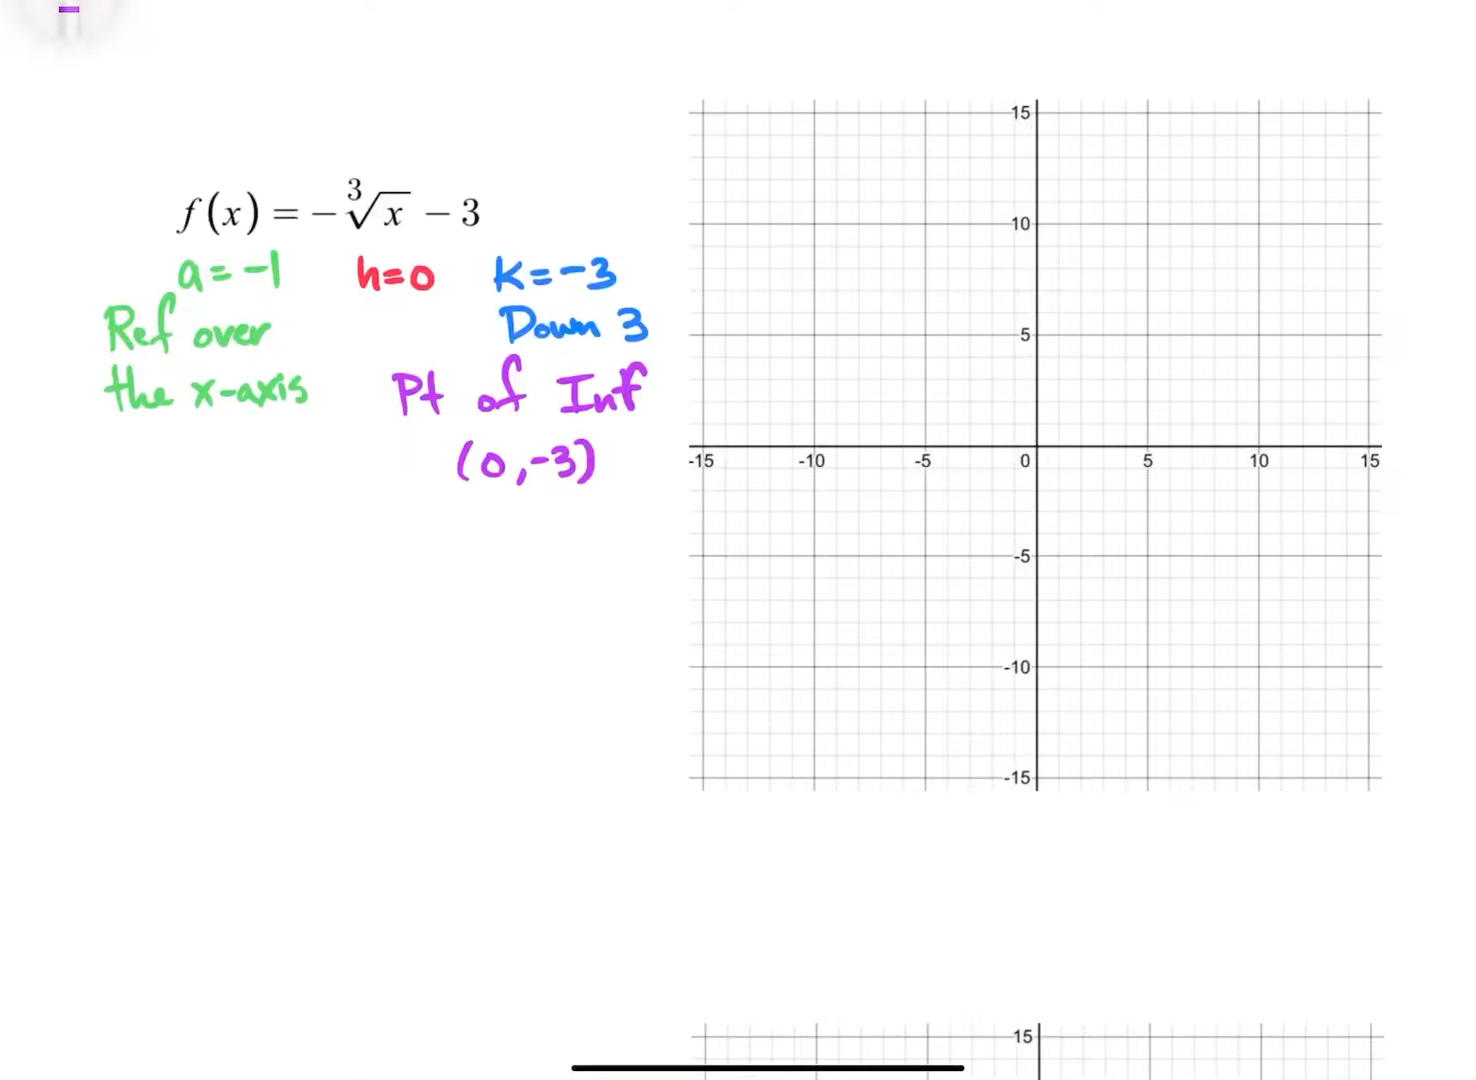 f(x) = −∛x − 3
a=-1 h=0 K=-3
Ref over Down 3
the x-axis Pt of Inf
(0,-3)
15
10
5
-15 -10 -5 0 5 10 15
-5
-10
-15
15